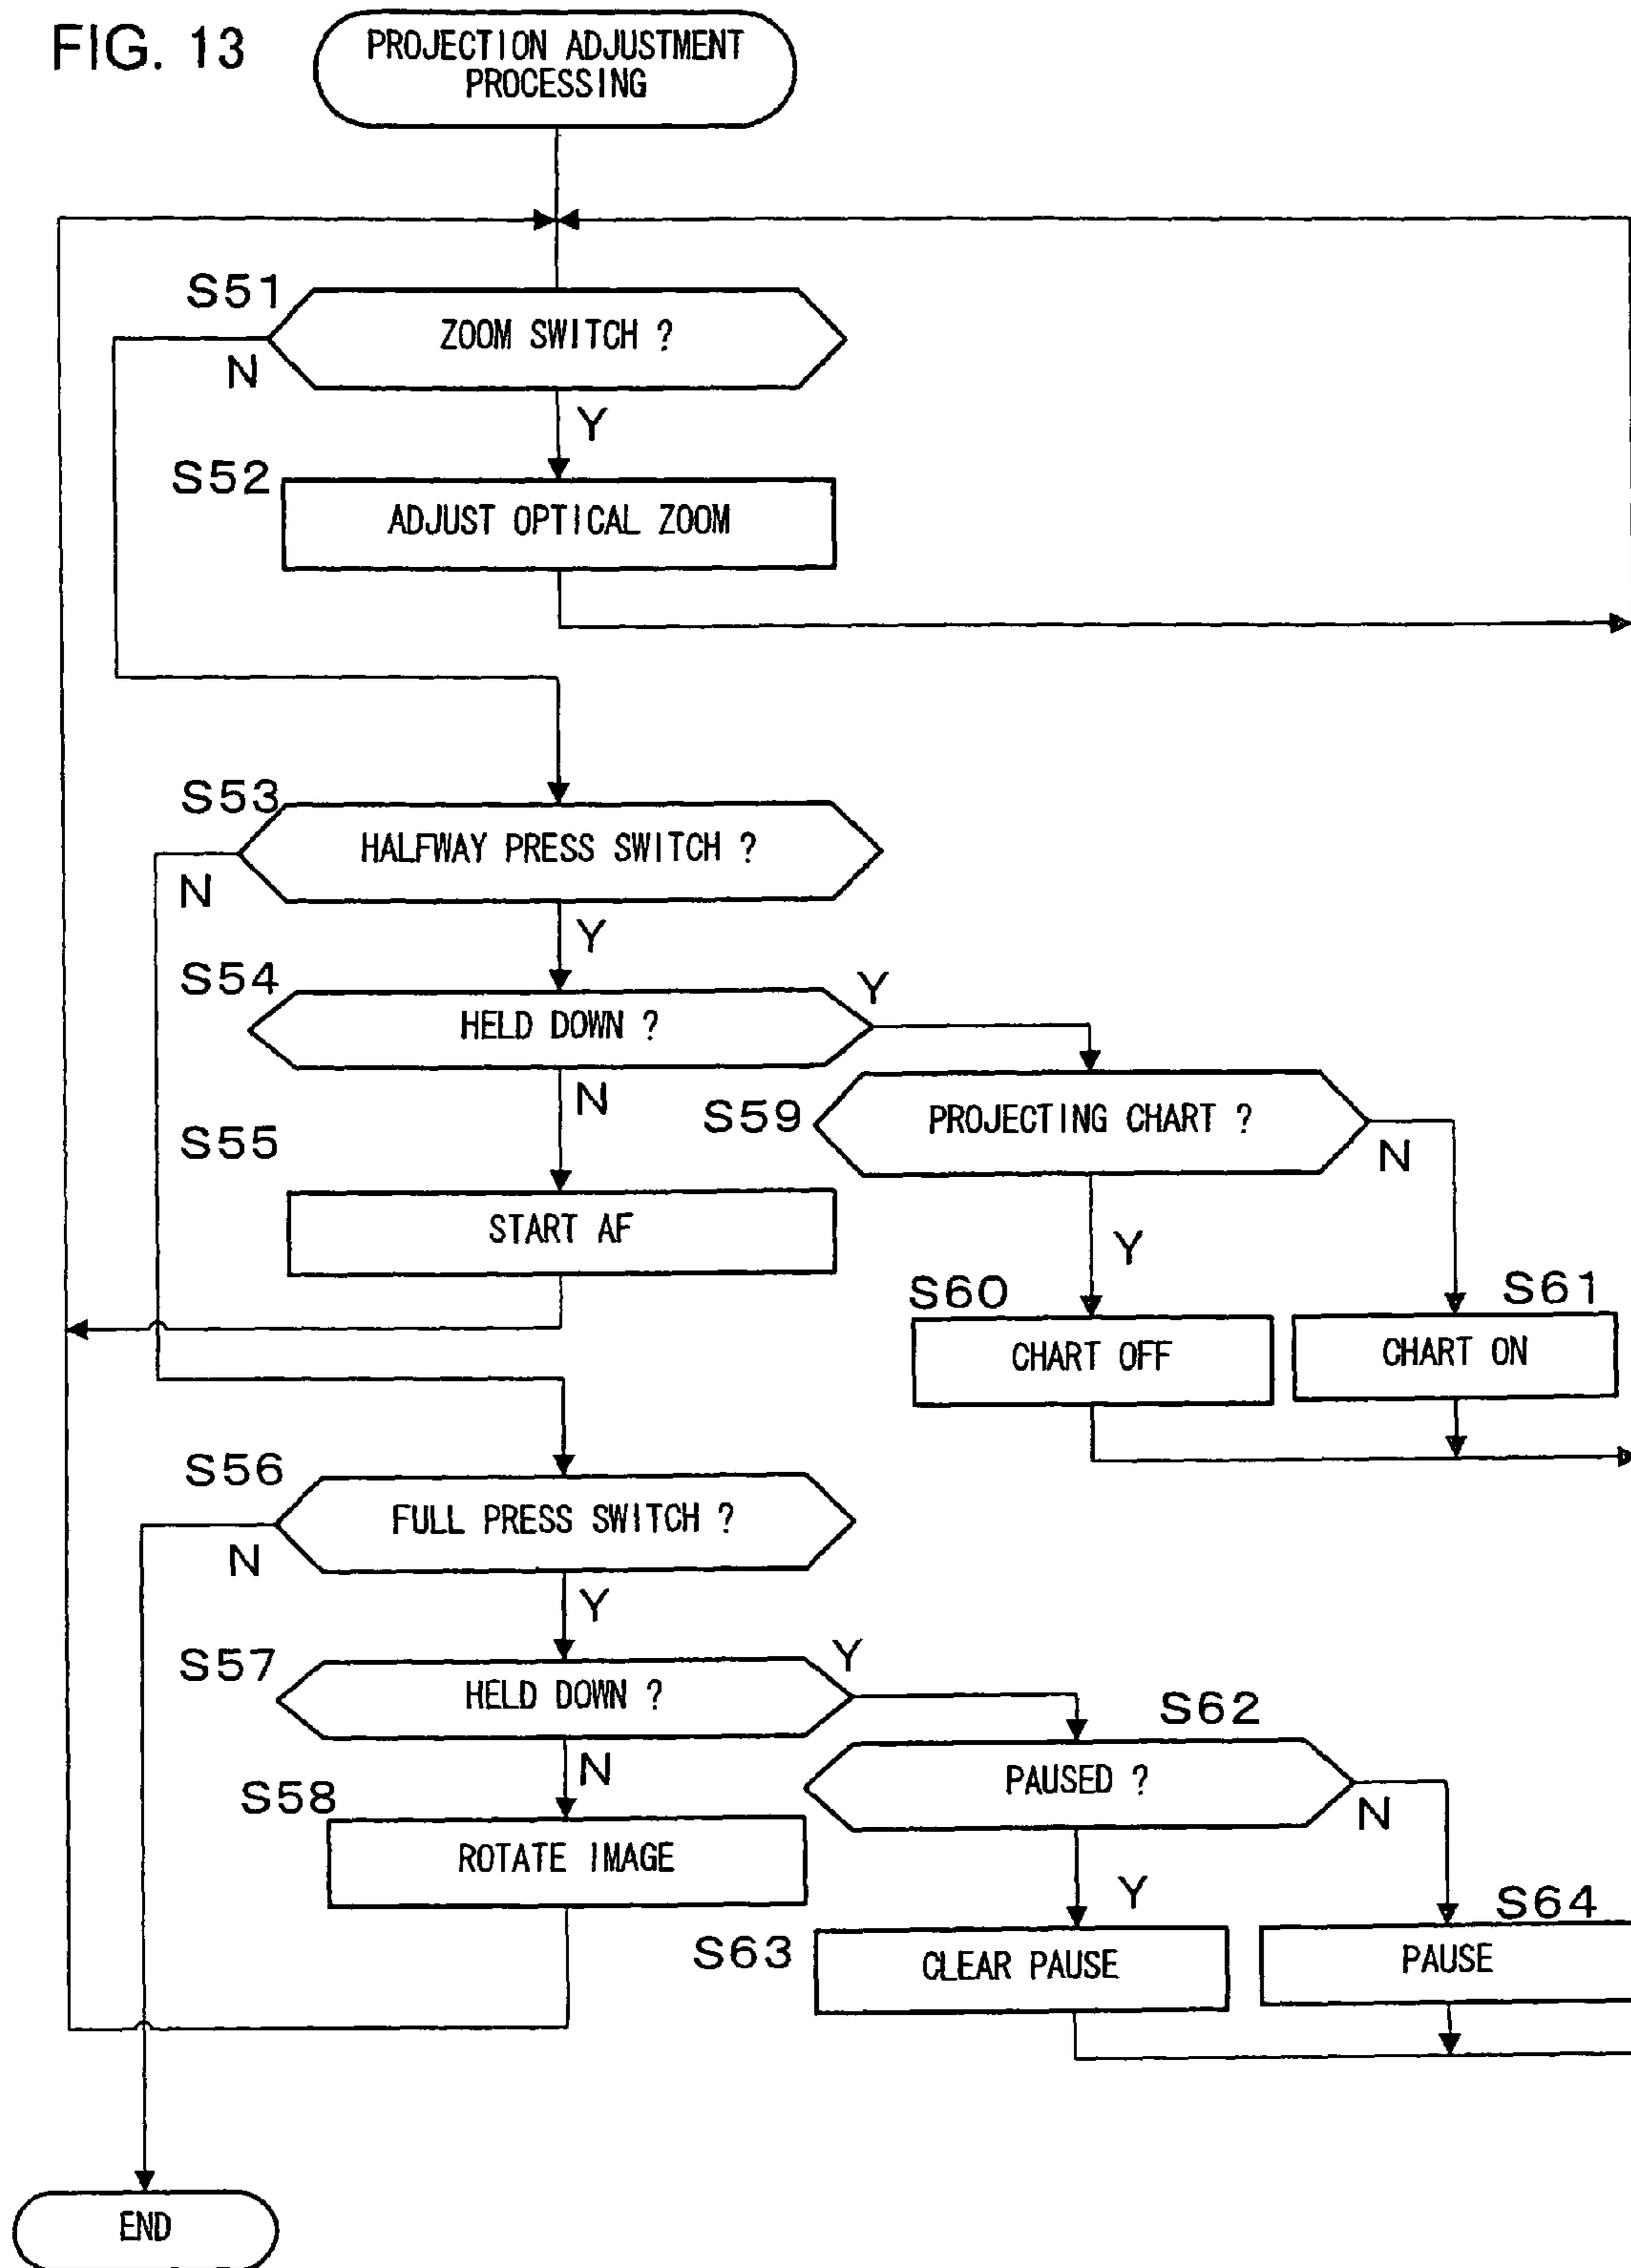 FIG. 13
PROJECTION ADJUSTMENT
PROCESSING
S51
ZOOM SWITCH ?
N
Y
S52
ADJUST OPTICAL ZOOM
S53
HALFWAY PRESS SWITCH ?
N
Y
S54
HELD DOWN ?
Y
N
S59
PROJECTING CHART ?
N
S55
START AF
Y
S60
CHART OFF
S61
CHART ON
S56
FULL PRESS SWITCH ?
N
Y
S57
HELD DOWN ?
Y
N
S62
PAUSED ?
N
S58
ROTATE IMAGE
Y
S63
CLEAR PAUSE
S64
PAUSE
END